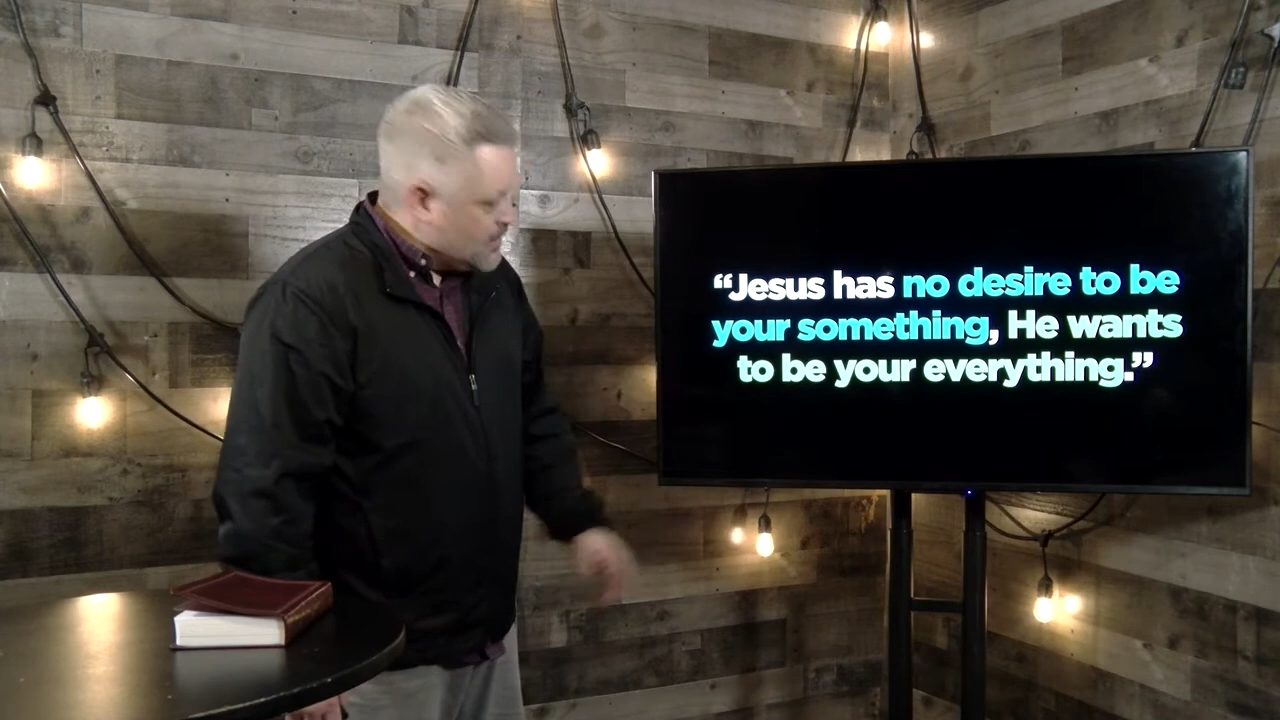 “Jesus has no desire to be
your something, He wants
to be your everything.”